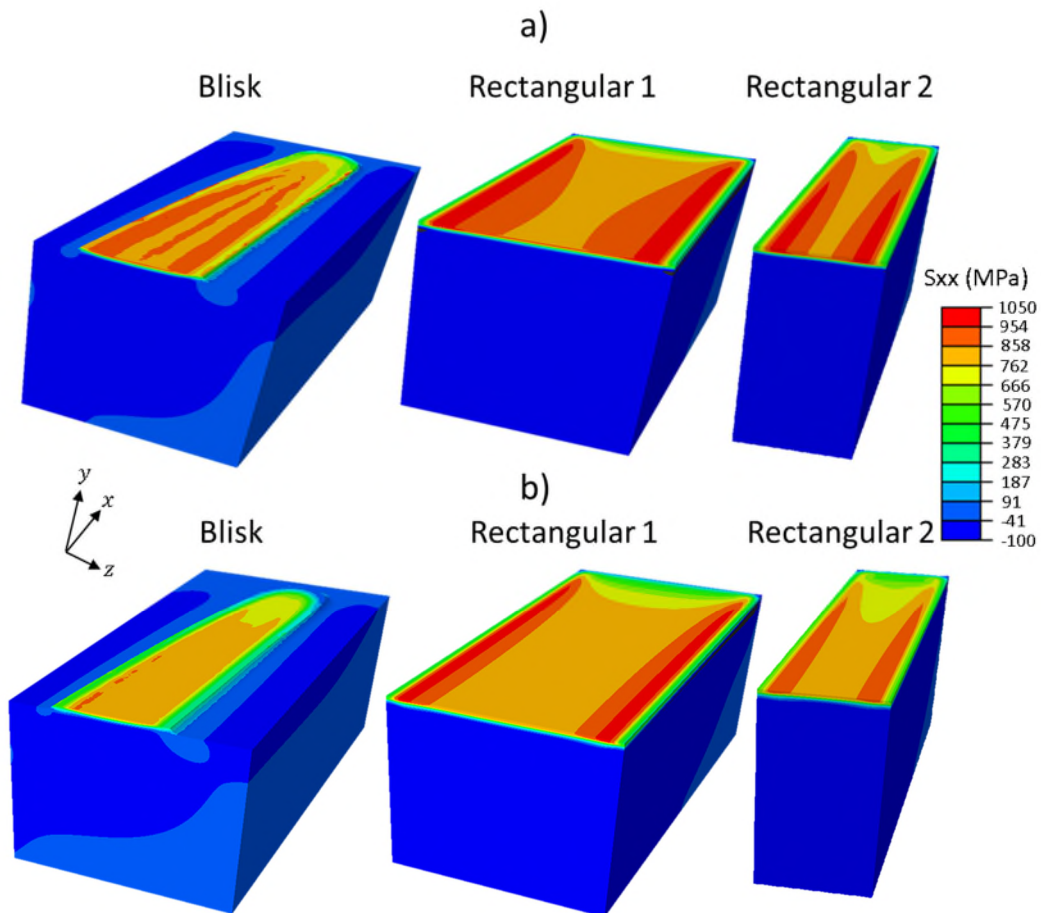 a)
Blisk
Rectangular 1
Rectangular 2
Sxx (MPa)
1050
954
858
762
666
570
475
379
283
187
91
-41
-100
y
x
z
b)
Blisk
Rectangular 1
Rectangular 2